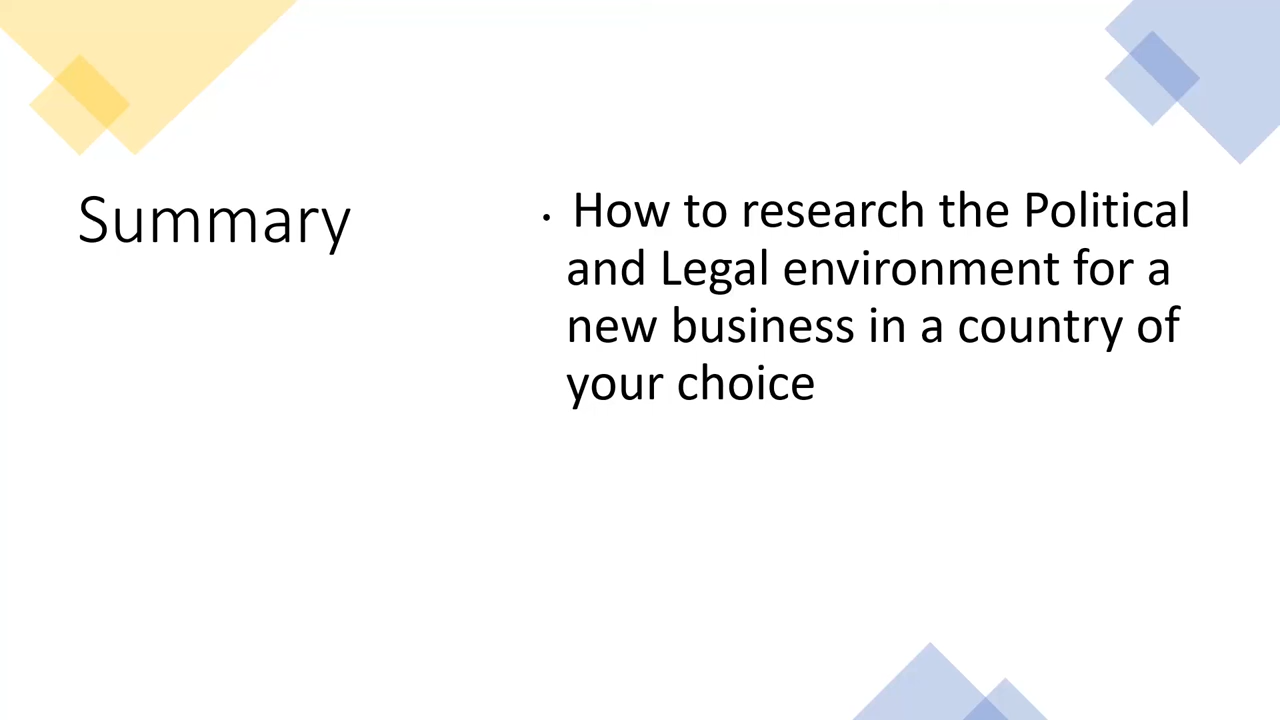 Summary
• How to research the Political
and Legal environment for a
new business in a country of
your choice